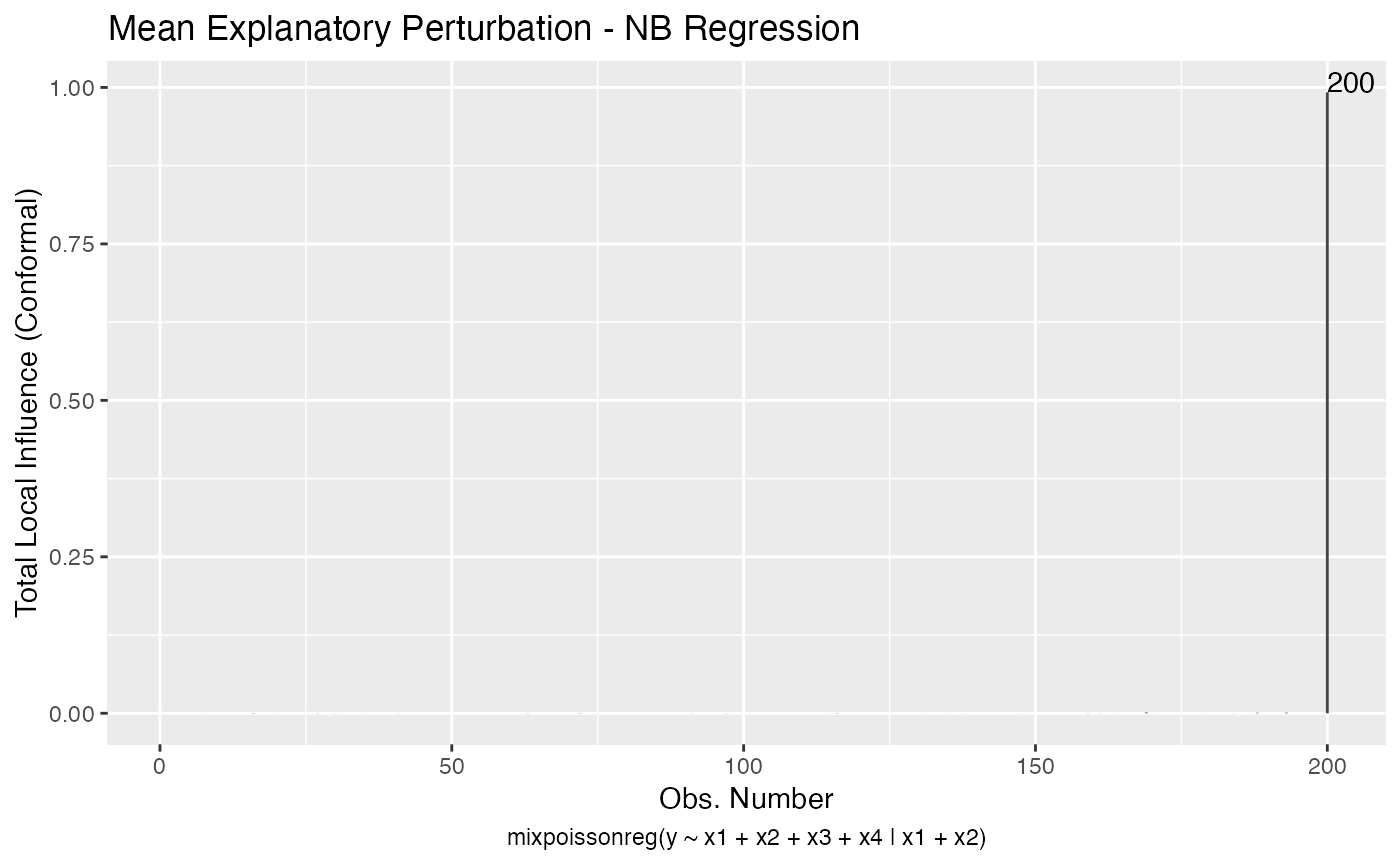 Mean Explanatory Perturbation - NB Regression
200
1.00
0.75
0.50
0.25
0.00
Total Local Influence (Conformal)
0 50 100 150 200
Obs. Number
mixpoissonreg(y ~ x1 + x2 + x3 + x4 | x1 + x2)